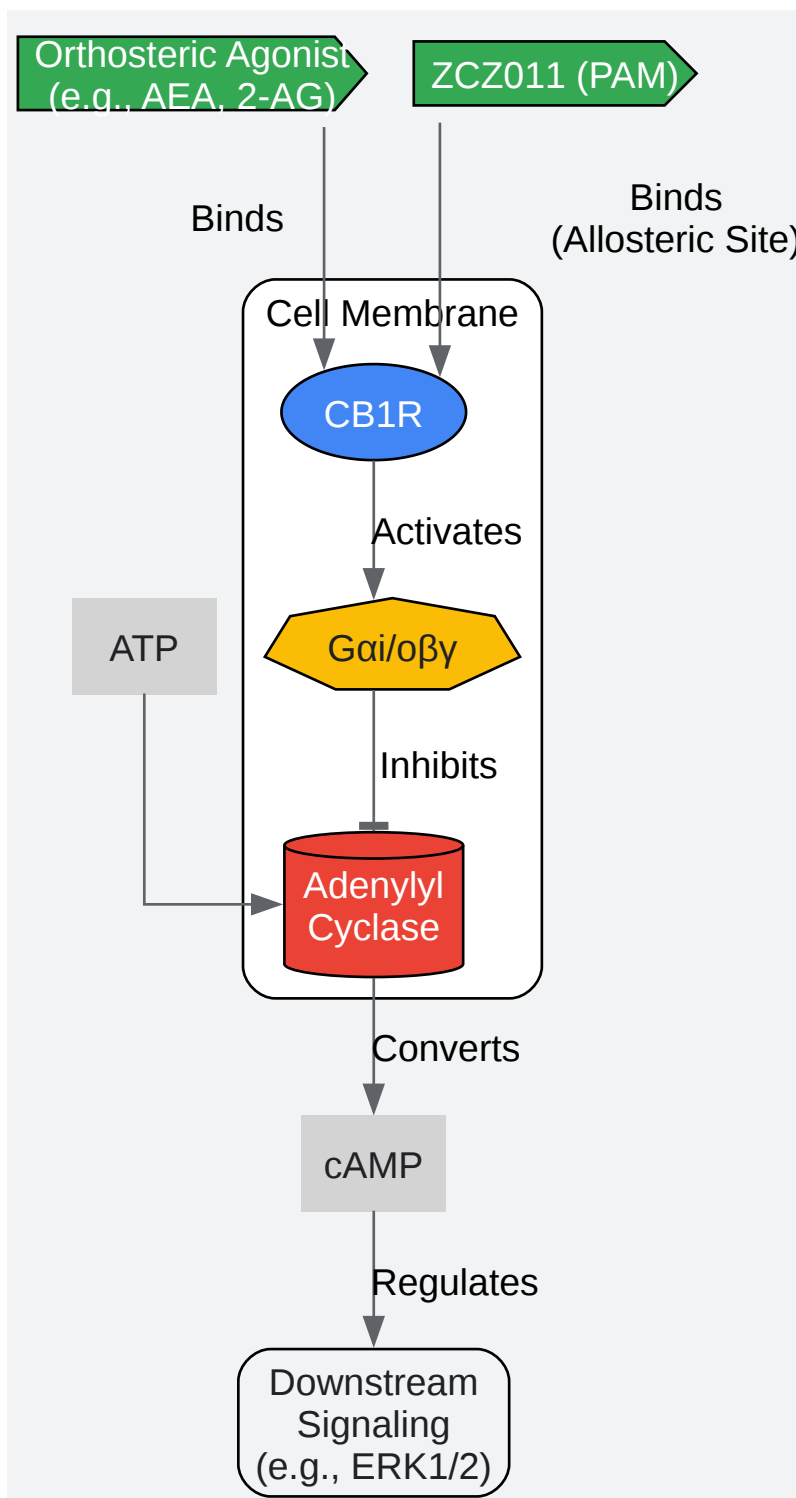 Orthosteric Agonist
(e.g., AEA, 2-AG)
ZCZ011 (PAM)
Binds
Binds
(Allosteric Site)
Cell Membrane
CB1R
Activates
ATP
Gαi/oβγ
Inhibits
Adenylyl
Cyclase
Converts
cAMP
Regulates
Downstream
Signaling
(e.g., ERK1/2)